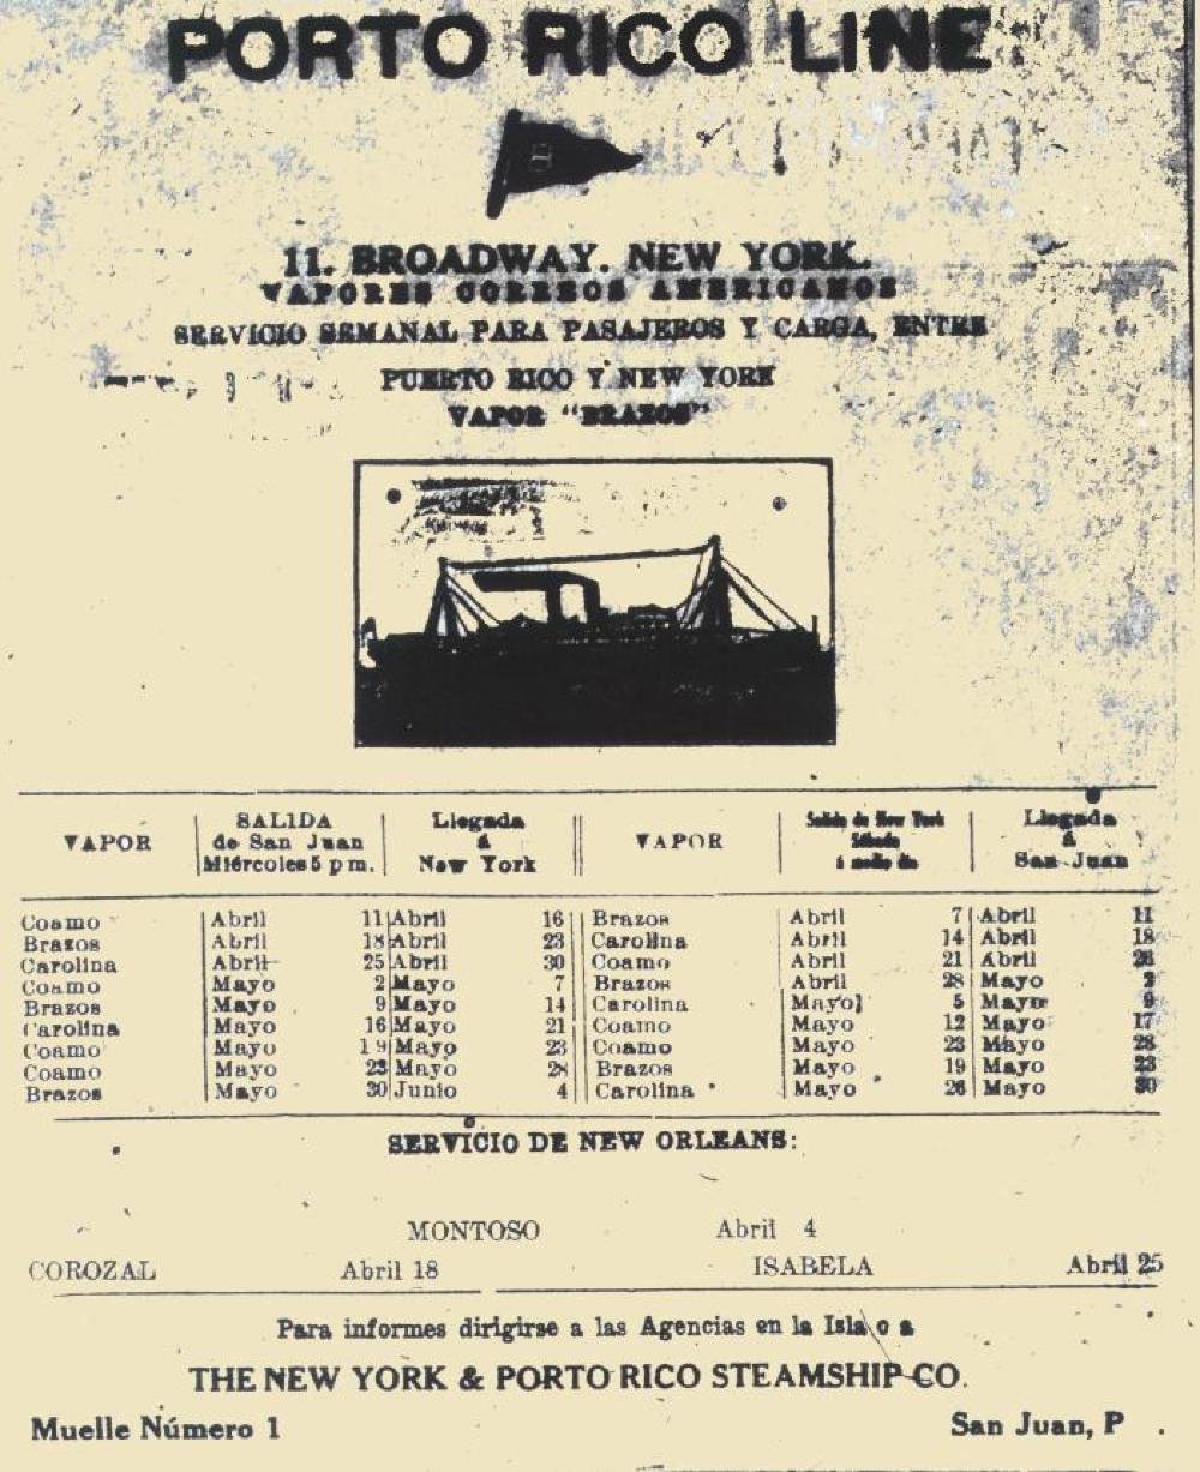 PORTO RICO LINE
11. BROADWAY. NEW YORK.
VAPORES CORREOS AMERICANOS
SERVICIO SEMANAL PARA PASAJEROS Y CARGA, ENTRE
PUERTO RICO Y NEW YORK
VAPOR "BRAZOS"
VAPOR | SALIDA de San Juan Miércoles 5 pm. | Llegada á New York || VAPOR | Salida de New York Sábado á medio dia | Llegada á San Juan
Coamo Abril 11 Abril 16 Brazos Abril 7 Abril 11
Brazos Abril 18 Abril 23 Carolina Abril 14 Abril 18
Carolina Abril 25 Abril 30 Coamo Abril 21 Abril
Coamo Mayo 2 Mayo 7 Brazos Abril 28 Mayo
Brazos Mayo 9 Mayo 14 Carolina Mayo 5 Mayo 9
Carolina Mayo 16 Mayo 21 Coamo Mayo 12 Mayo 17
Coamo Mayo 19 Mayo 23 Coamo Mayo 23 Mayo 28
Coamo Mayo 23 Mayo 28 Brazos Mayo 19 Mayo 23
Brazos Mayo 30 Junio 4 Carolina Mayo 26 Mayo 30
SERVICIO DE NEW ORLEANS:
MONTOSO Abril 4
COROZAL Abril 18 ISABELA Abril 25
Para informes dirigirse a las Agencias en la Isla o a
THE NEW YORK & PORTO RICO STEAMSHIP CO.
Muelle Número 1 San Juan, P .